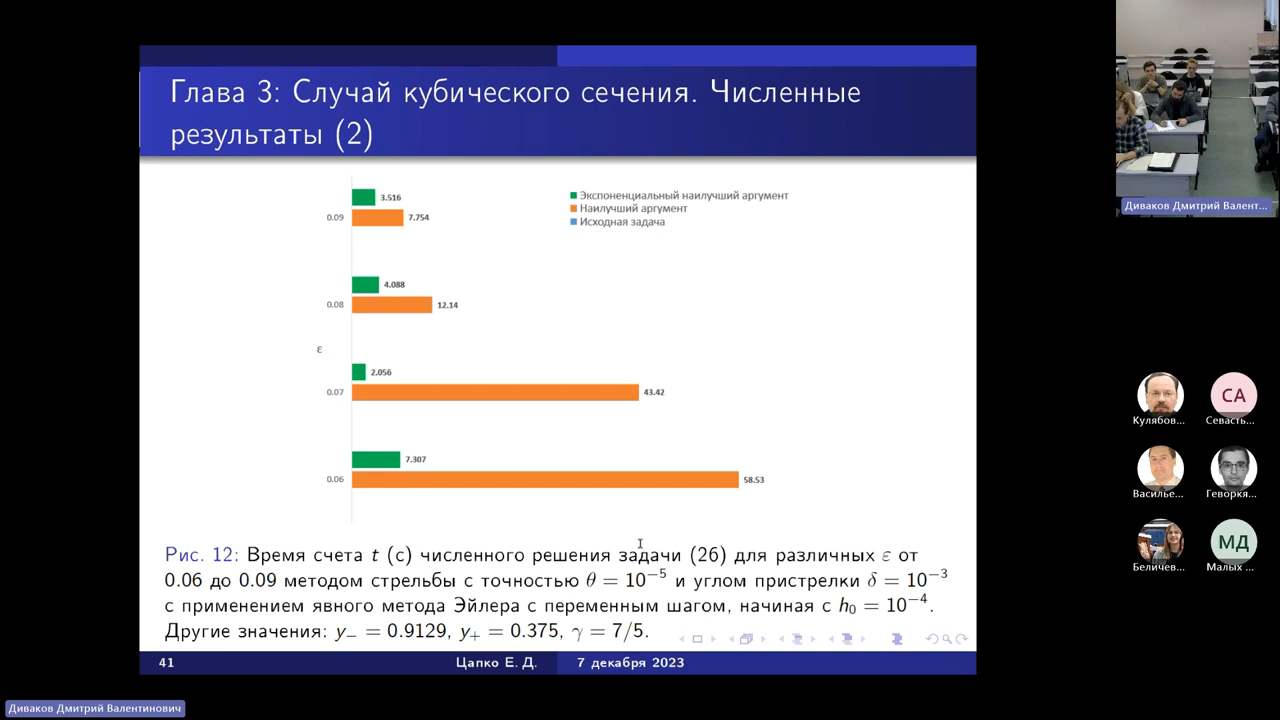 Глава 3: Случай кубического сечения. Численные
результаты (2)
Экспоненциальный наилучший аргумент
Наилучший аргумент
Исходная задача
3.516
0.09
7.754
4.088
0.08
12.14
ε
2.056
0.07
43.42
7.307
0.06
58.53
Рис. 12: Время счета t (с) численного решения задачи (26) для различных ε от
0.06 до 0.09 методом стрельбы с точностью θ = 10⁻⁵ и углом пристрелки δ = 10⁻³
с применением явного метода Эйлера с переменным шагом, начиная с h₀ = 10⁻⁴.
Другие значения: y₋ = 0.9129, y₊ = 0.375, γ = 7/5.
41 Цапко Е. Д. 7 декабря 2023
Диваков Дмитрий Валент...
Кулябов...
СА
Севасть...
Василье...
Геворкя...
Беличев...
МД
Малых ...
Диваков Дмитрий Валентинович